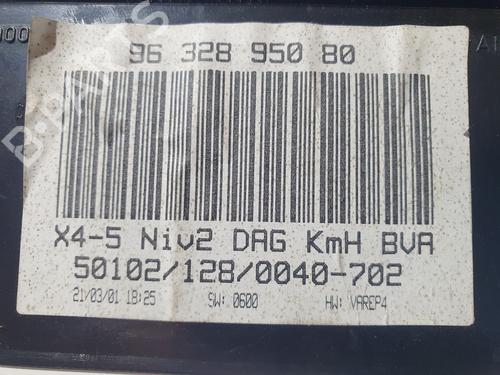 96 328 950 80
X4-5 Niv2 DAG KmH BVA
50102/128/0040-702
21/03/01 18:25 SW: 0600 HW: VAREP4
B-PARTS